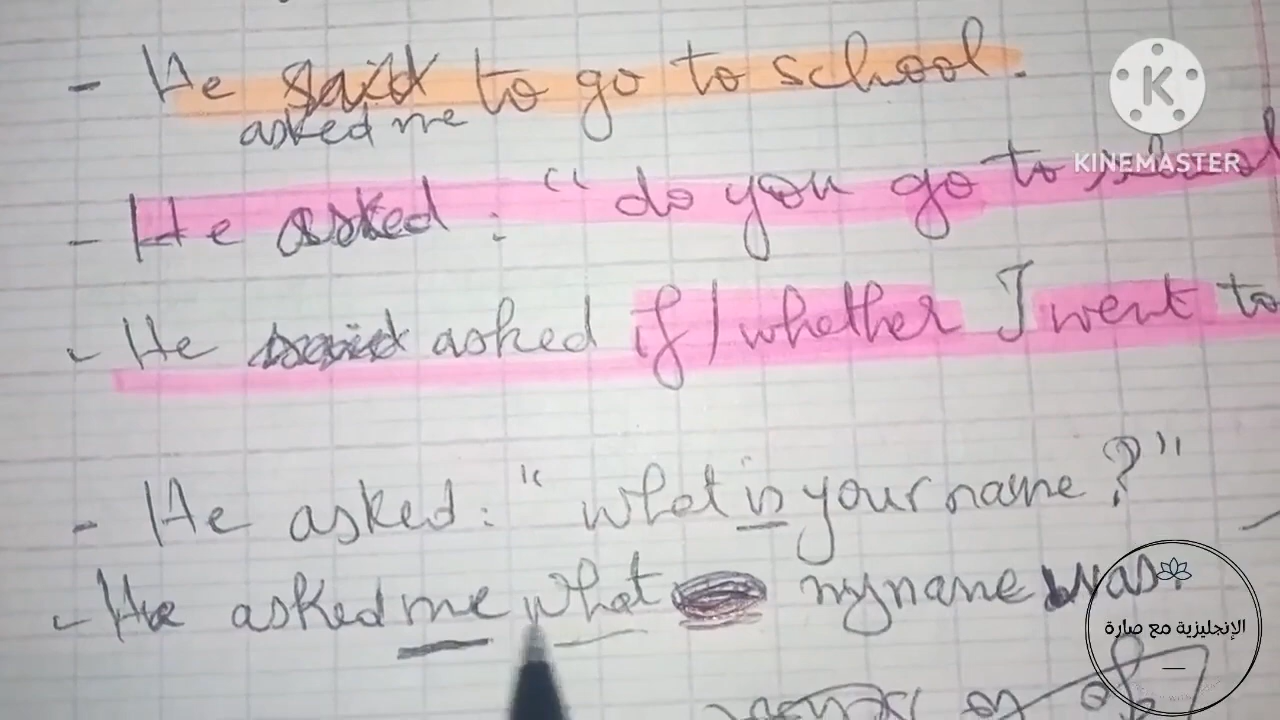 - He said to go to school.
asked me
KINEMASTER
- He asked : “ do you go to school
- He asked if / whether I went to
- He asked : “ what is your name ? ”
- He asked me what my name was.
الإنجليزية مع صارة